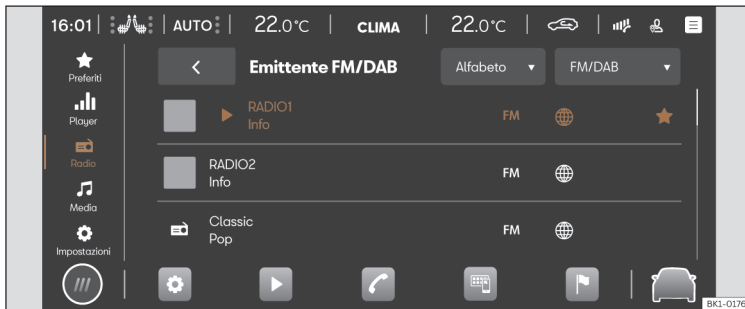 16:01 AUTO 22.0°C CLIMA 22.0°C
Preferiti
Player
Radio
Media
Impostazioni
Emittente FM/DAB Alfabeto FM/DAB
RADIO1
Info
FM
RADIO2
Info
FM
Classic
Pop
FM
BK1-0176